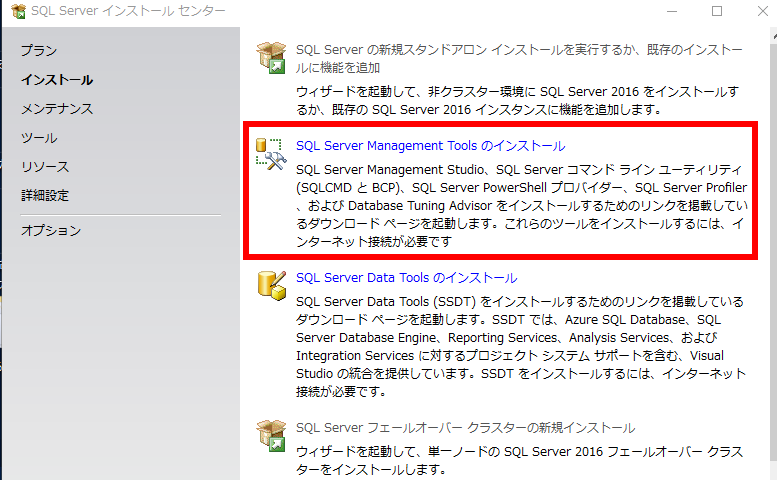 SQL Server インストール センター
プラン
インストール
メンテナンス
ツール
リソース
詳細設定
オプション
SQL Server の新規スタンドアロン インストールを実行するか、既存のインストー
ルに機能を追加
ウィザードを起動して、非クラスター環境に SQL Server 2016 をインストールす
るか、既存の SQL Server 2016 インスタンスに機能を追加します。
SQL Server Management Tools のインストール
SQL Server Management Studio、SQL Server コマンド ライン ユーティリティ
(SQLCMD と BCP)、SQL Server PowerShell プロバイダー、SQL Server Profiler
、および Database Tuning Advisor をインストールするためのリンクを掲載してい
るダウンロード ページを起動します。これらのツールをインストールするには、イ
ンターネット接続が必要です
SQL Server Data Tools のインストール
SQL Server Data Tools (SSDT) をインストールするためのリンクを掲載している
ダウンロード ページを起動します。SSDT では、Azure SQL Database、SQL
Server Database Engine、Reporting Services、Analysis Services、および
Integration Services に対するプロジェクト システム サポートを含む、Visual
Studio の統合を提供しています。SSDT をインストールするには、インターネット
接続が必要です。
SQL Server フェールオーバー クラスターの新規インストール
ウィザードを起動して、単一ノードの SQL Server 2016 フェールオーバー クラス
ターをインストールします。